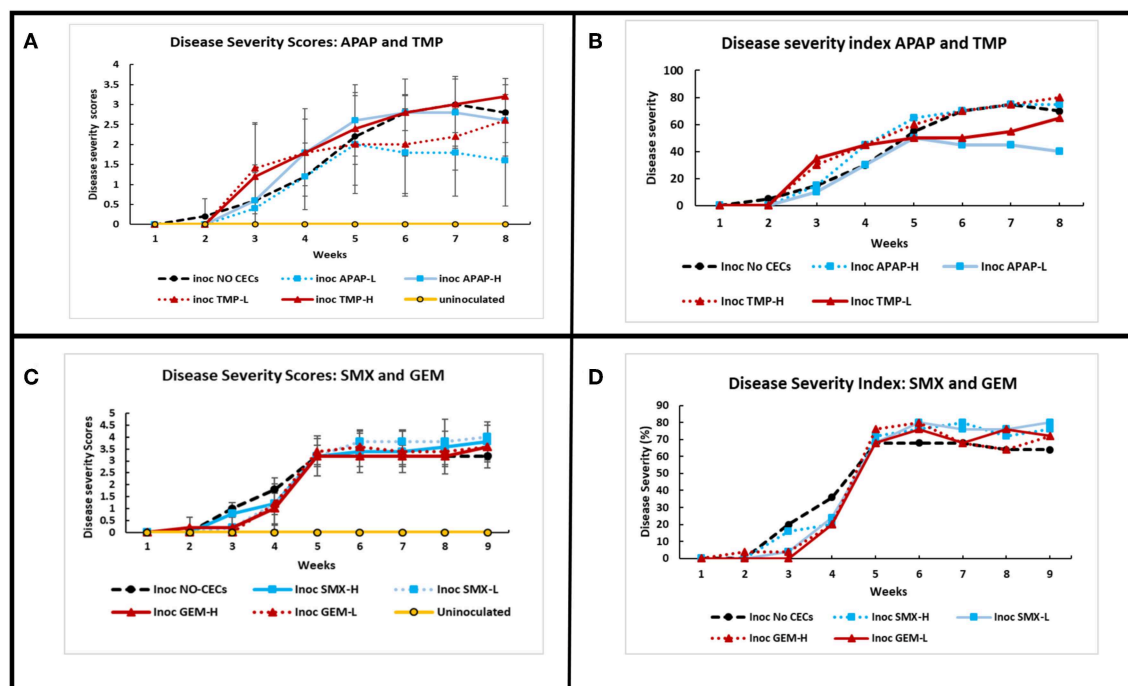 A
Disease Severity Scores: APAP and TMP
Disease severity scores
4
3.5
3
2.5
2
1.5
1
0.5
0
1 2 3 4 5 6 7 8
Weeks
inoc NO CECs inoc APAP-L inoc APAP-H
inoc TMP-L inoc TMP-H uninoculated
B
Disease severity index APAP and TMP
Disease severity
100
80
60
40
20
0
1 2 3 4 5 6 7 8
Weeks
Inoc No CECs Inoc APAP-H Inoc APAP-L
Inoc TMP-H Inoc TMP-L
C
Disease Severity Scores: SMX and GEM
Disease severity Scores
5
4.5
4
3.5
3
2.5
2
1.5
1
0.5
0
1 2 3 4 5 6 7 8 9
Weeks
Inoc NO-CECs Inoc SMX-H Inoc SMX-L
Inoc GEM-H Inoc GEM-L Uninoculated
D
Disease Severity Index: SMX and GEM
Disease Severity (%)
90
80
70
60
50
40
30
20
10
0
1 2 3 4 5 6 7 8 9
Weeks
Inoc No CECs Inoc SMX-H Inoc SMX-L
Inoc GEM-H Inoc GEM-L